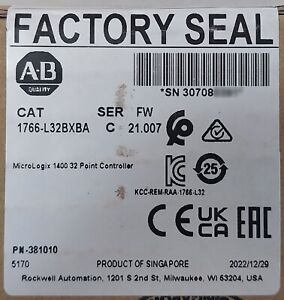 FACTORY SEAL
AB
QUALITY
*SN 30708
CAT SER FW
1766-L32BXBA C 21.007
MicroLogix 1400 32 Point Controller
25
KCC-REM-RAA-1766-L32
CE UK CA EAC
PN-381010
5170 PRODUCT OF SINGAPORE 2022/12/29
Rockwell Automation, 1201 S 2nd St, Milwaukee, WI 53204, USA